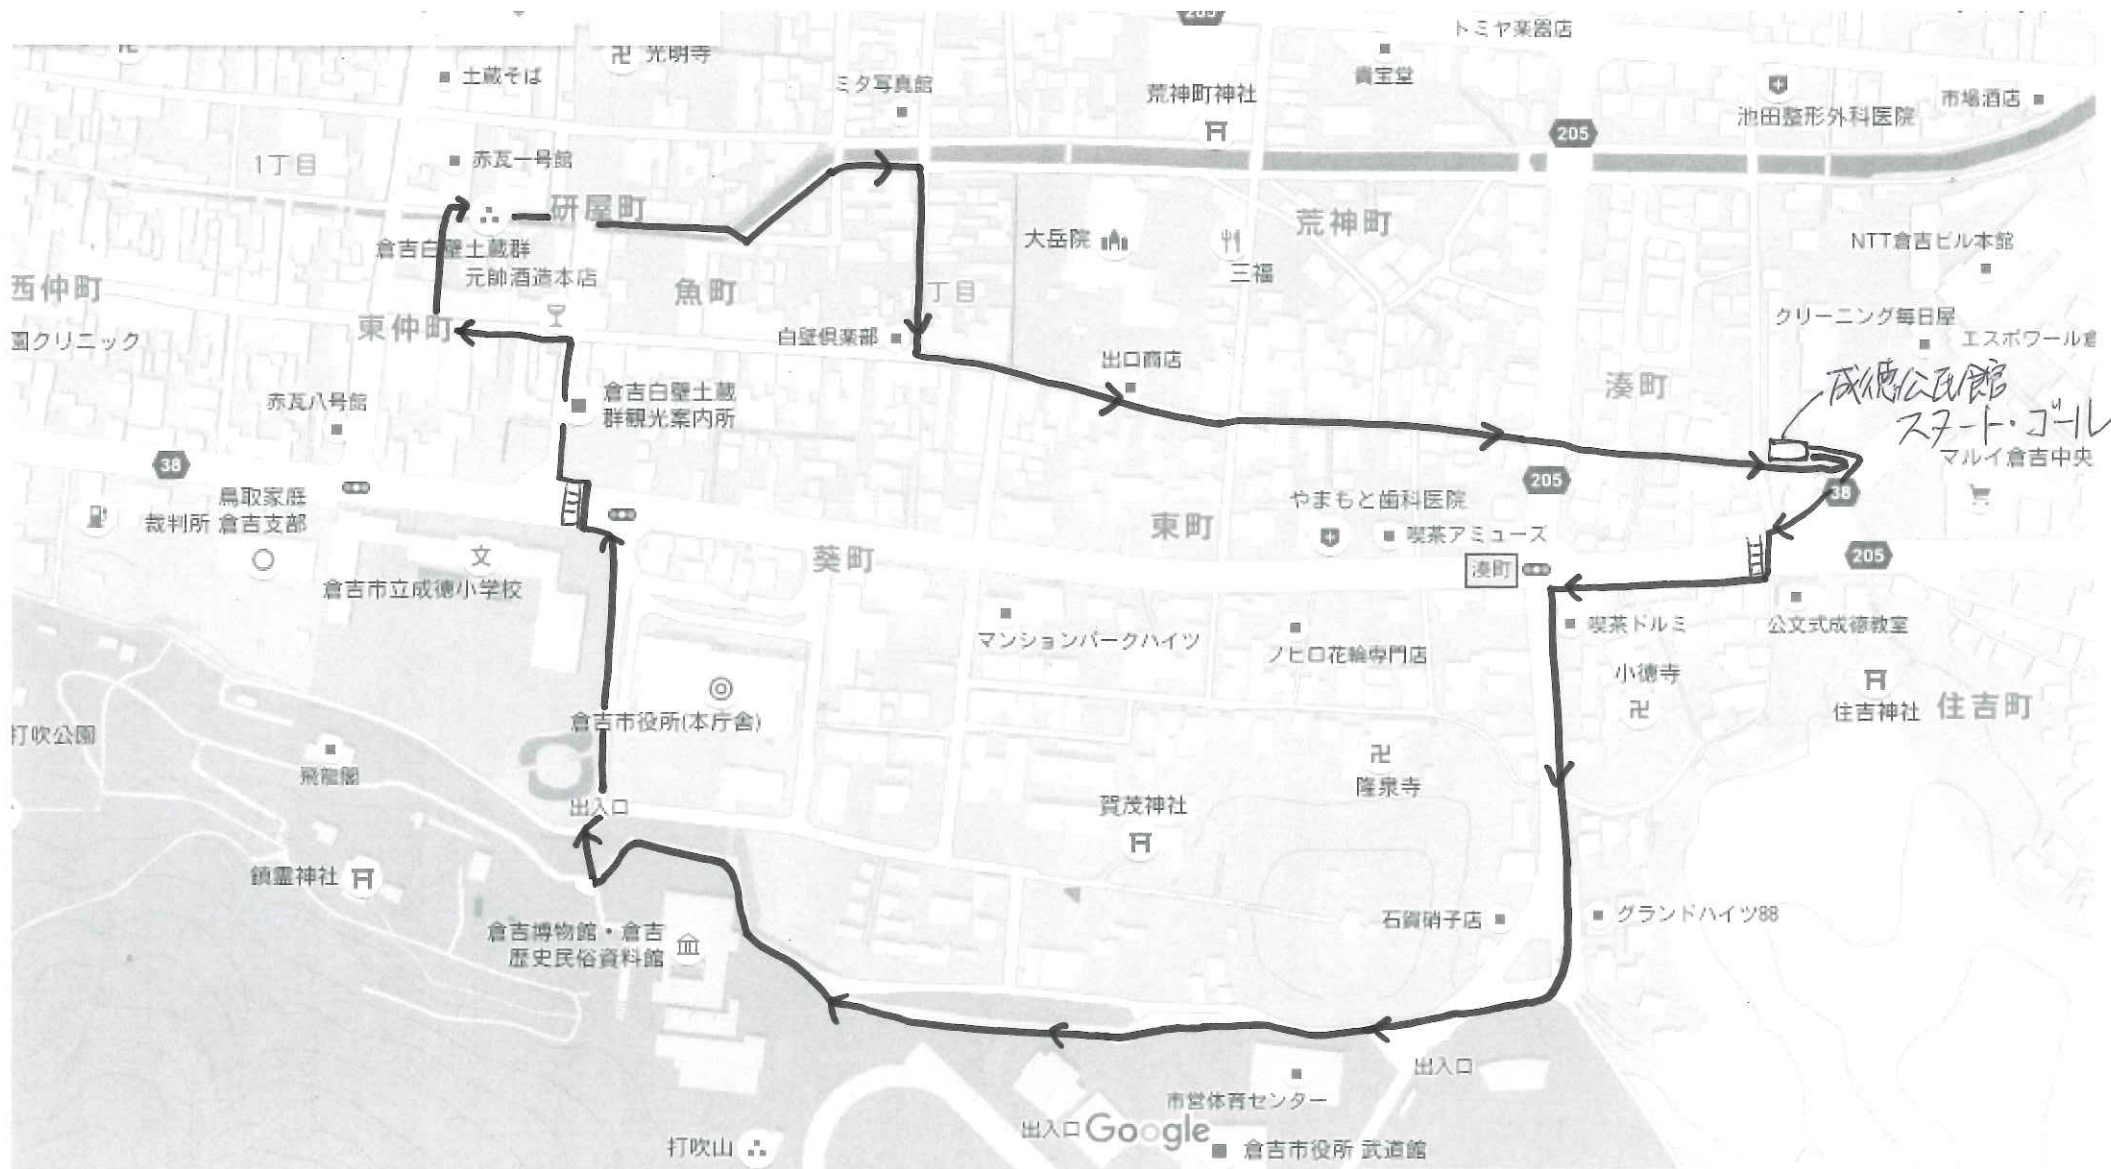 205
トミヤ楽器店
光明寺
土蔵そば
貴宝堂
ミタ写真館
荒神町神社
市場酒店
池田整形外科医院
205
1丁目
赤瓦一号館
研屋町
荒神町
大岳院
三福
NTT倉吉ビル本館
倉吉白壁土蔵群
元帥酒造本店
西仲町
魚町
丁目
東仲町
クリーニング毎日屋
園クリニック
白壁倶楽部
エスポワール倉
出口商店
湊町
成徳公民館
スタート・ゴール
赤瓦八号館
倉吉白壁土蔵
群観光案内所
マルイ倉吉中央
38
205
38
鳥取家庭
裁判所 倉吉支部
やまもと歯科医院
東町
喫茶アミューズ
葵町
湊町
205
倉吉市立成徳小学校
マンションパークハイツ
ノヒロ花輪専門店
喫茶ドルミ
公文式成徳教室
小徳寺
住吉神社
住吉町
倉吉市役所(本庁舎)
打吹公園
飛龍閣
隆泉寺
出入口
賀茂神社
鎮霊神社
石賀硝子店
グランドハイツ88
倉吉博物館・倉吉
歴史民俗資料館
出入口
市営体育センター
出入口
Google
打吹山
倉吉市役所 武道館